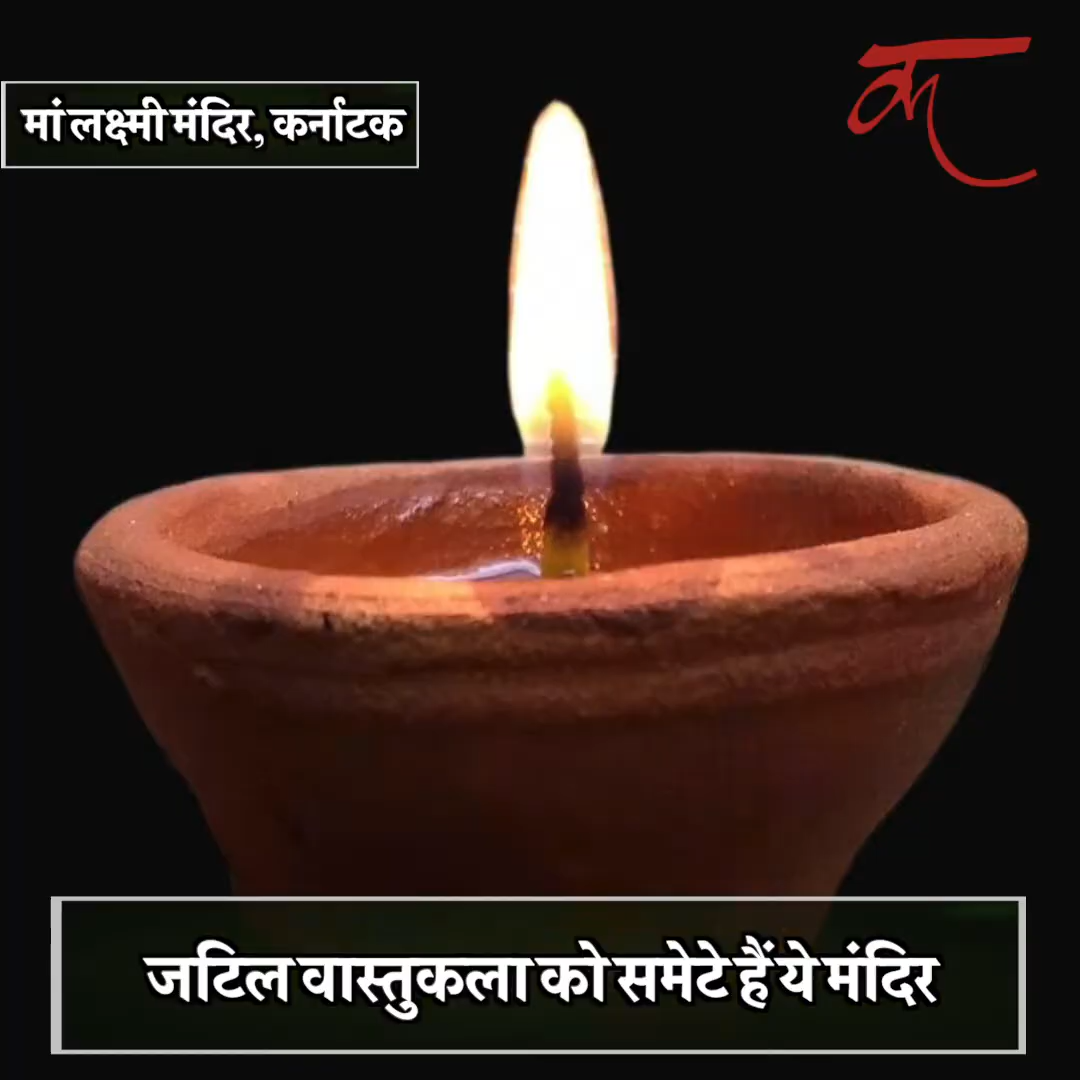 मां लक्ष्मी मंदिर, कर्नाटक
जटिल वास्तुकला को समेटे हैं ये मंदिर